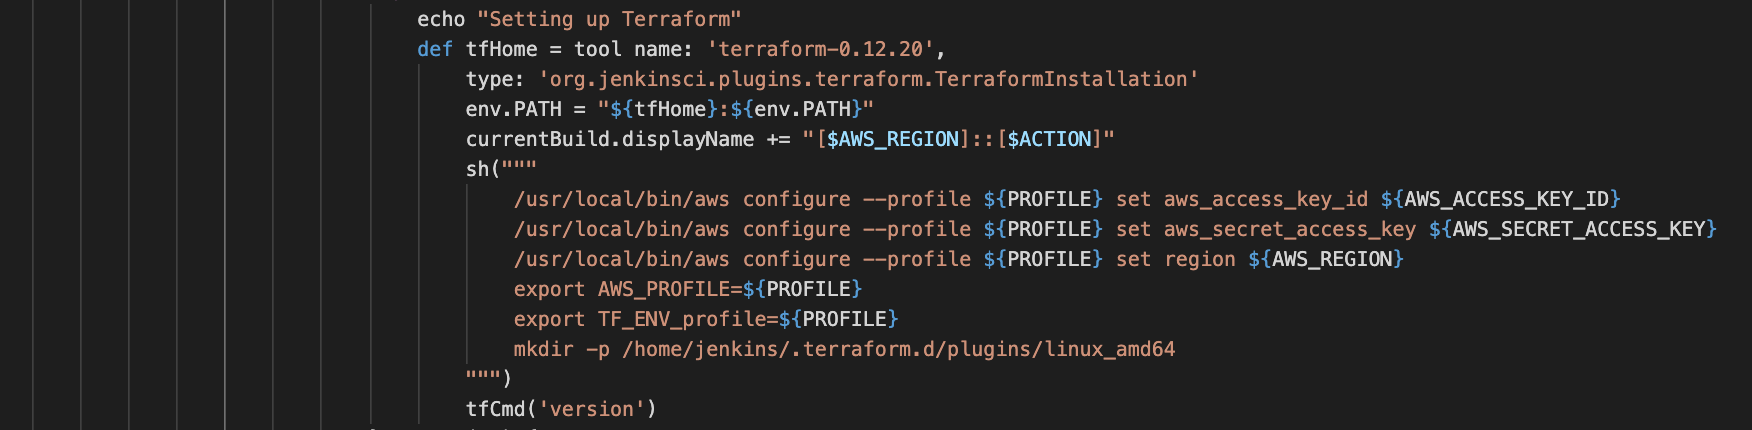 echo "Setting up Terraform"
def tfHome = tool name: 'terraform-0.12.20',
type: 'org.jenkinsci.plugins.terraform.TerraformInstallation'
env.PATH = "${tfHome}:${env.PATH}"
currentBuild.displayName += "[$AWS_REGION]::[$ACTION]"
sh("""
/usr/local/bin/aws configure --profile ${PROFILE} set aws_access_key_id ${AWS_ACCESS_KEY_ID}
/usr/local/bin/aws configure --profile ${PROFILE} set aws_secret_access_key ${AWS_SECRET_ACCESS_KEY}
/usr/local/bin/aws configure --profile ${PROFILE} set region ${AWS_REGION}
export AWS_PROFILE=${PROFILE}
export TF_ENV_profile=${PROFILE}
mkdir -p /home/jenkins/.terraform.d/plugins/linux_amd64
""")
tfCmd('version')